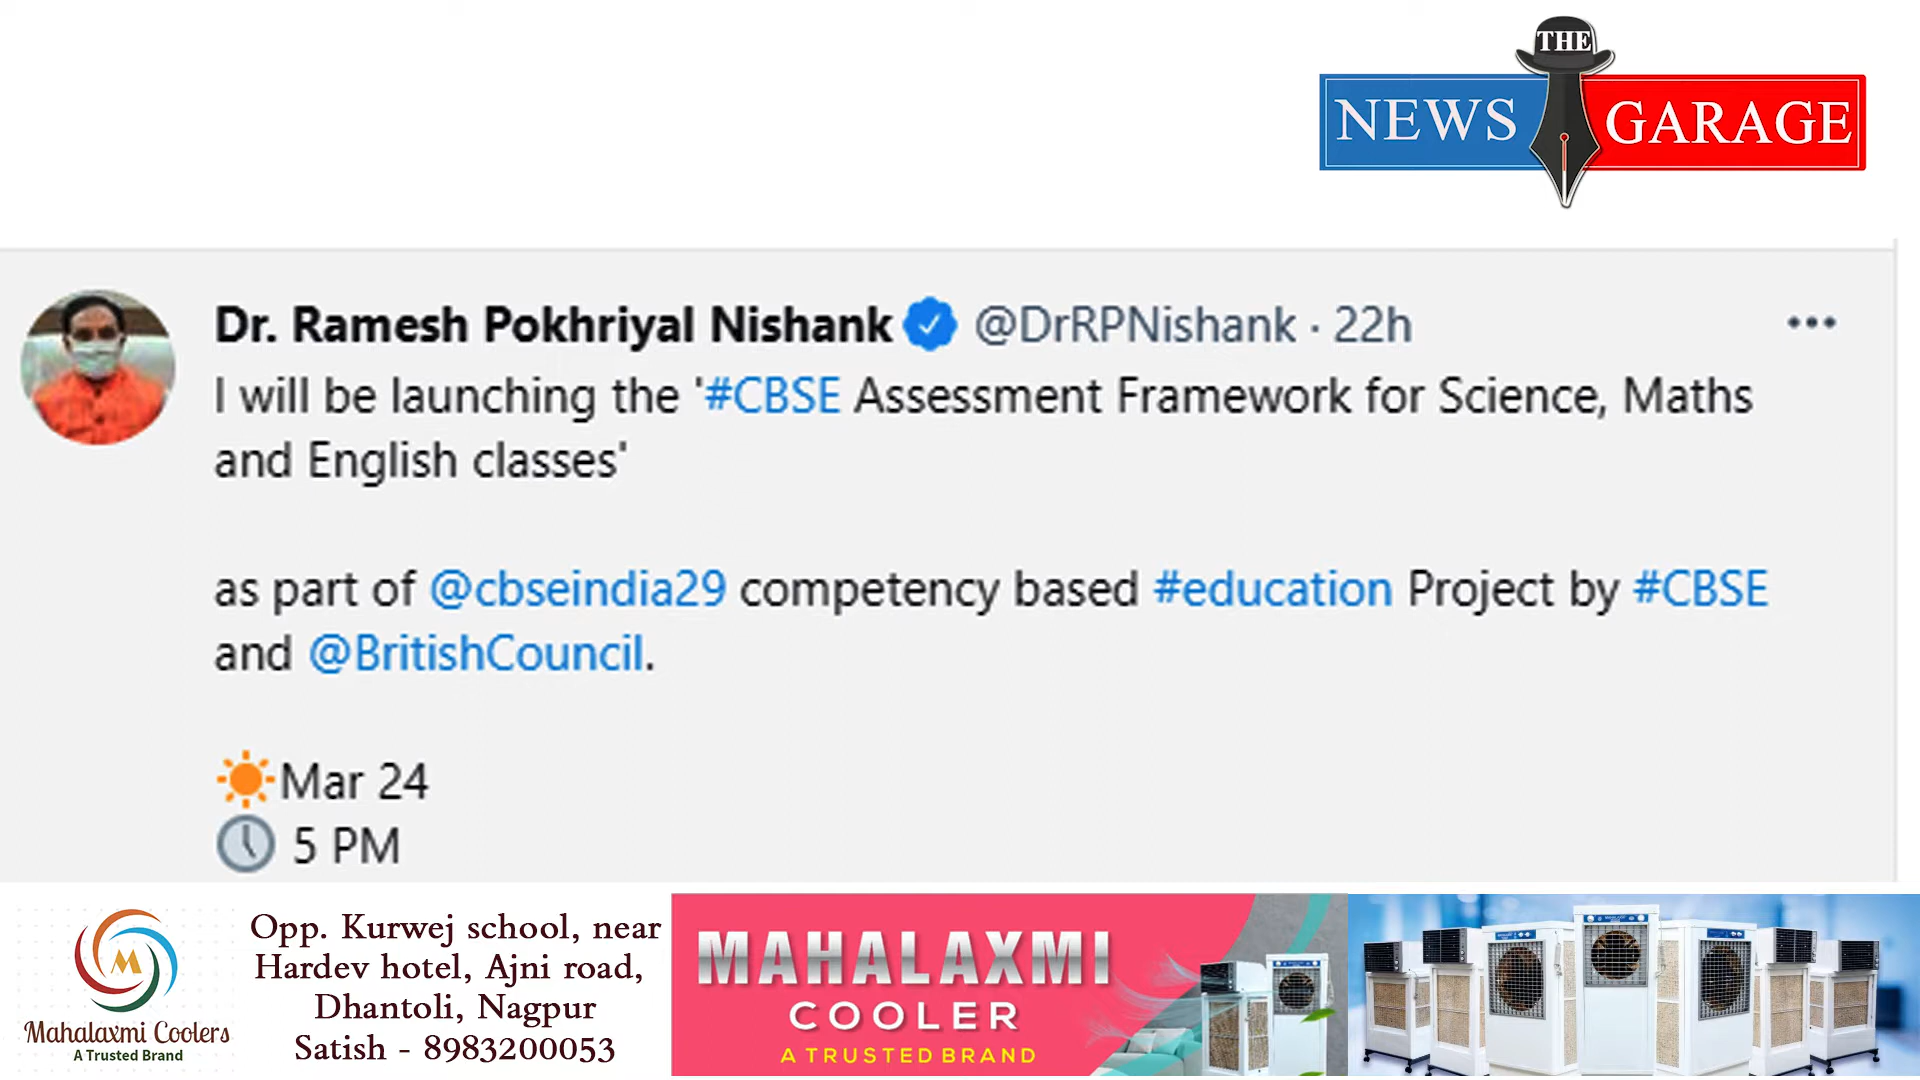 THE
NEWS GARAGE
Dr. Ramesh Pokhriyal Nishank @DrRPNishank · 22h
I will be launching the '#CBSE Assessment Framework for Science, Maths
and English classes'
as part of @cbseindia29 competency based #education Project by #CBSE
and @BritishCouncil.
Mar 24
5 PM
M
Mahalaxmi Coolers
A Trusted Brand
Opp. Kurwej school, near
Hardev hotel, Ajni road,
Dhantoli, Nagpur
Satish - 8983200053
MAHALAXMI
COOLER
A TRUSTED BRAND